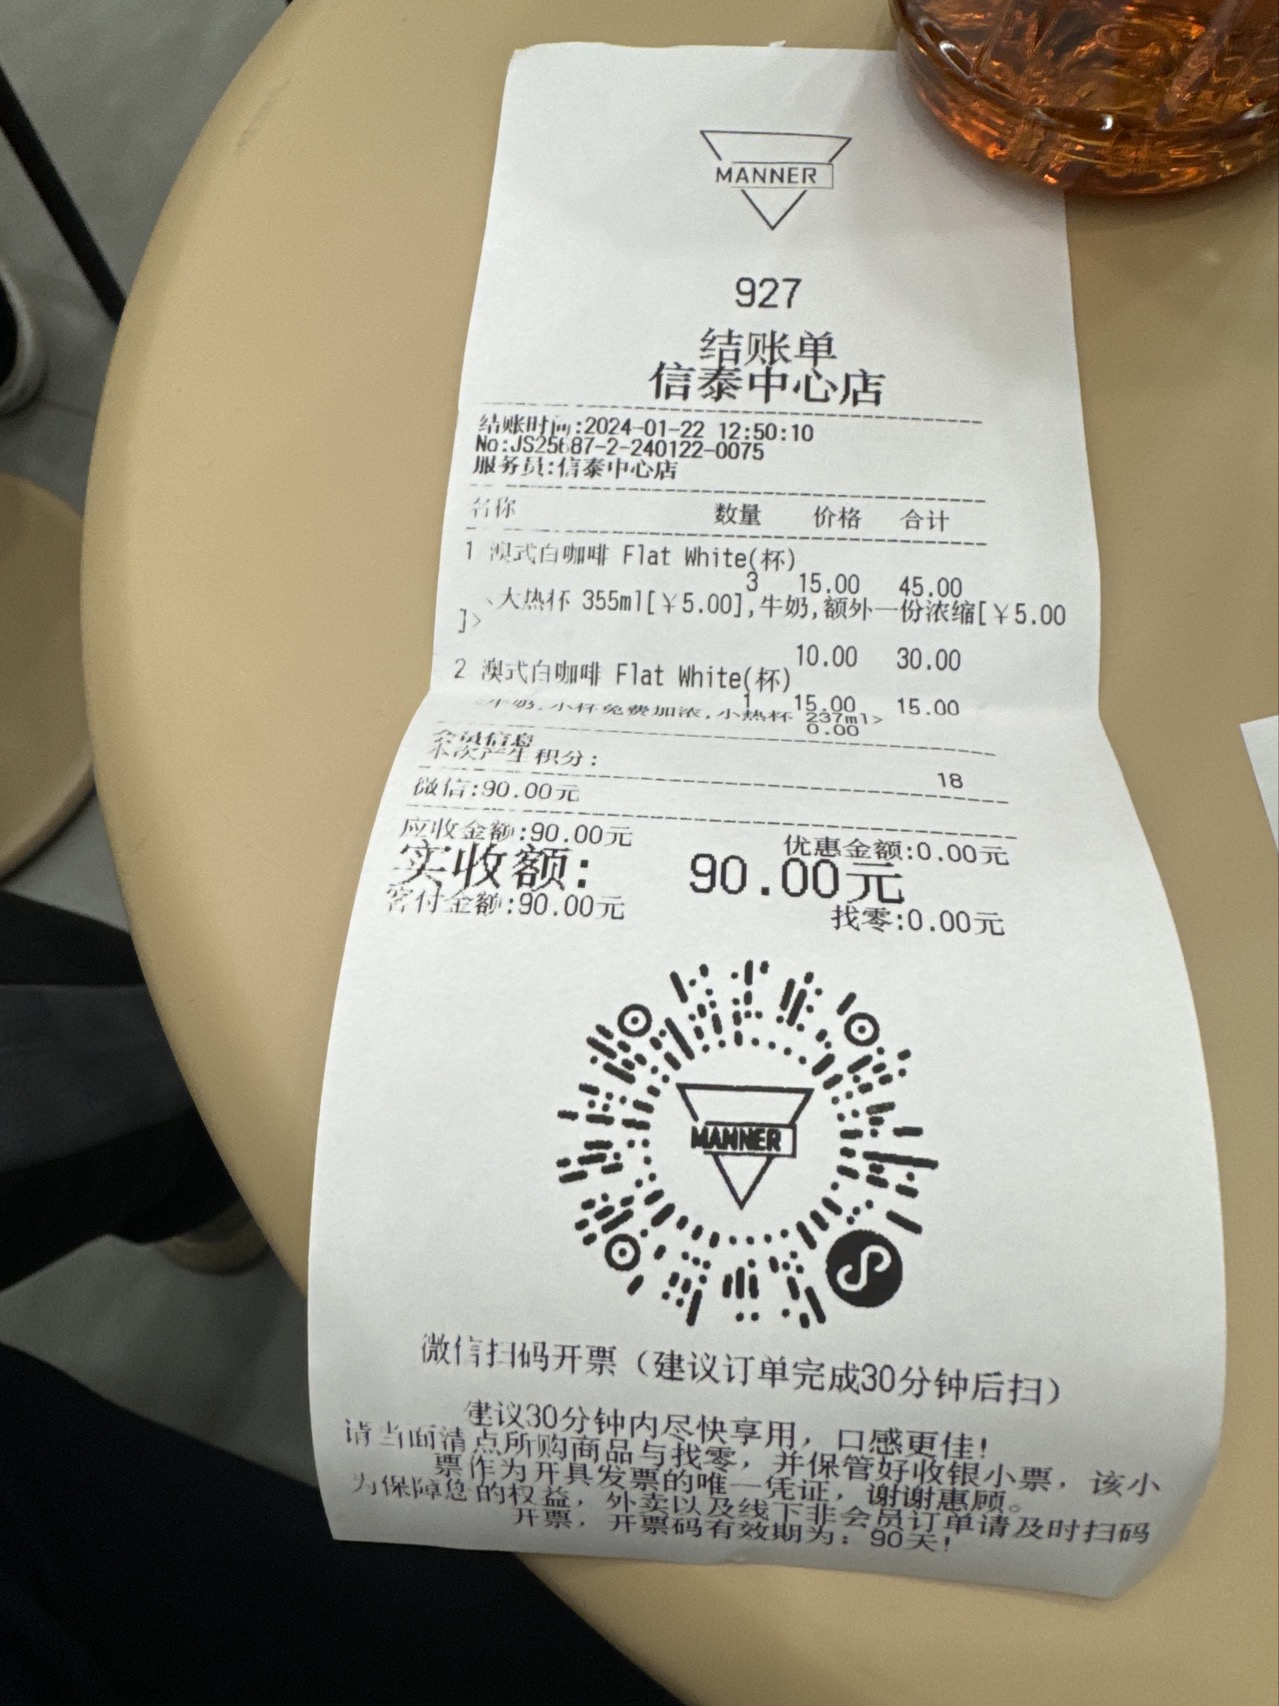 MANNER
927
结账单
信泰中心店
结账时间:2024-01-22 12:50:10
No:JS25687-2-240122-0075
服务员:信泰中心店
名称 数量 价格 合计
1 澳式白咖啡 Flat White(杯)
3 15.00 45.00
大热杯 355ml[￥5.00],牛奶,额外一份浓缩[￥5.00
]>
10.00 30.00
2 澳式白咖啡 Flat White(杯)
1 15.00 15.00
牛奶,小杯免费加浓,小热杯 237ml>
0.00
会员信息
本次产生积分: 18
微信:90.00元
应收金额:90.00元 优惠金额:0.00元
实收额: 90.00元
客付金额:90.00元 找零:0.00元
MANNER
微信扫码开票（建议订单完成30分钟后扫）
建议30分钟内尽快享用，口感更佳!
请当面清点所购商品与找零，并保管好收银小票，该小
票作为开具发票的唯一凭证，谢谢惠顾。
为保障您的权益，外卖以及线下非会员订单请及时扫码
开票，开票码有效期为：90天!